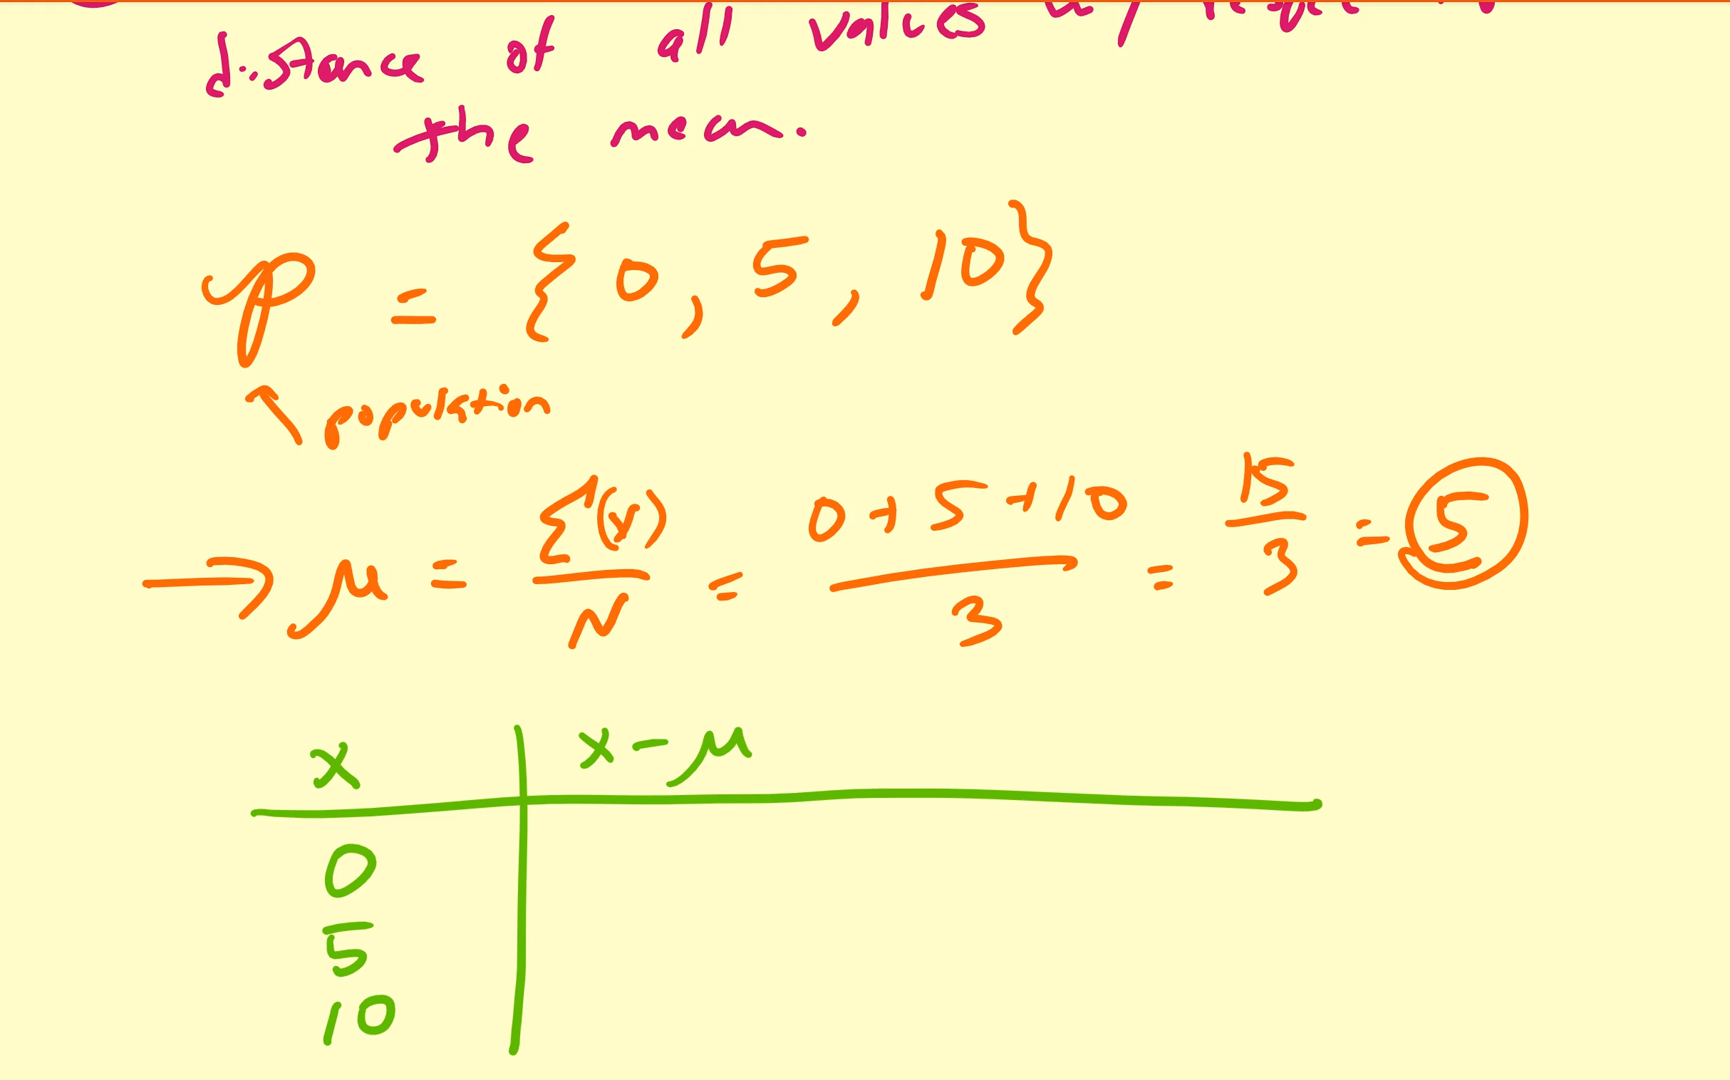 distance of all values w/ respect
the mean.
𝒫 = { 0, 5, 10}
↖ population
→ μ = Σ(x)/N = 0+5+10/3 = 15/3 = 5
x | x - μ
0
5
10